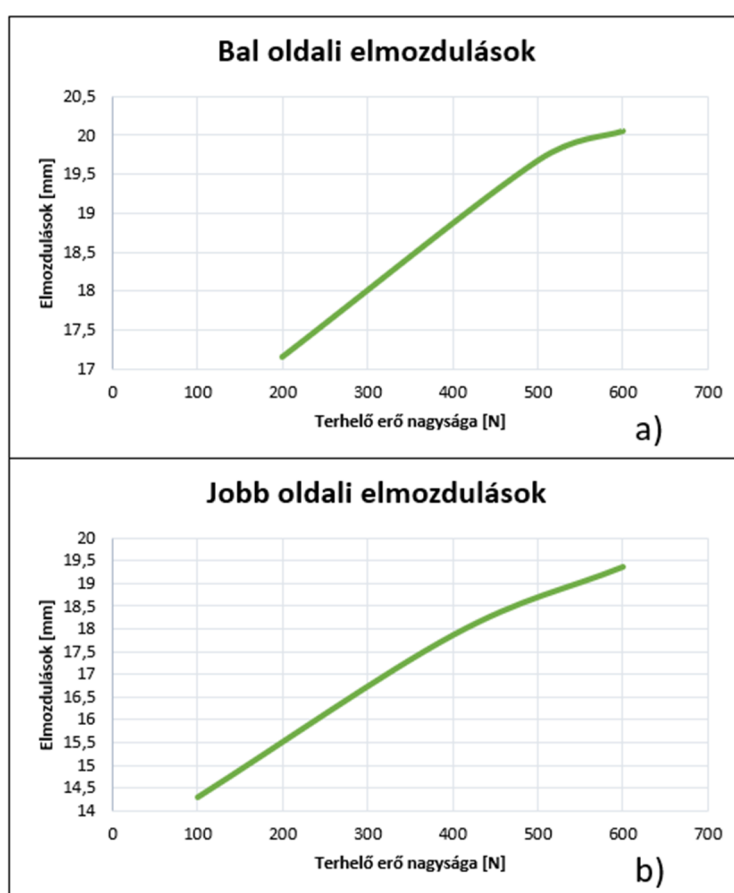 Bal oldali elmozdulások
20,5
20
19,5
19
18,5
18
17,5
17
Elmozdulások [mm]
0 100 200 300 400 500 600 700
Terhelő erő nagysága [N]
a)
Jobb oldali elmozdulások
20
19,5
19
18,5
18
17,5
17
16,5
16
15,5
15
14,5
14
Elmozdulások [mm]
0 100 200 300 400 500 600 700
Terhelő erő nagysága [N]
b)